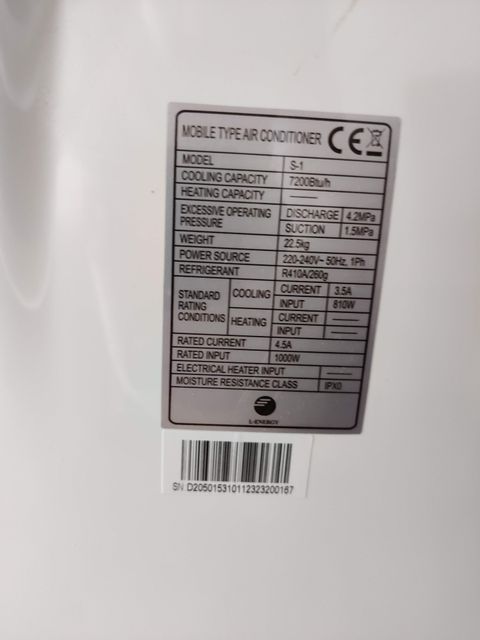 MOBILE TYPE AIR CONDITIONER CE
MODEL S-1
COOLING CAPACITY 7200Btu/h
HEATING CAPACITY ——
EXCESSIVE OPERATING PRESSURE DISCHARGE 4.2MPa
SUCTION 1.5MPa
WEIGHT 22.5kg
POWER SOURCE 220-240V~ 50Hz, 1Ph
REFRIGERANT R410A/260g
STANDARD RATING CONDITIONS COOLING CURRENT 3.5A
INPUT 810W
HEATING CURRENT ——
INPUT ——
RATED CURRENT 4.5A
RATED INPUT 1000W
ELECTRICAL HEATER INPUT ——
MOISTURE RESISTANCE CLASS IPX0
L-ENERGY
SN D205015310112323200167